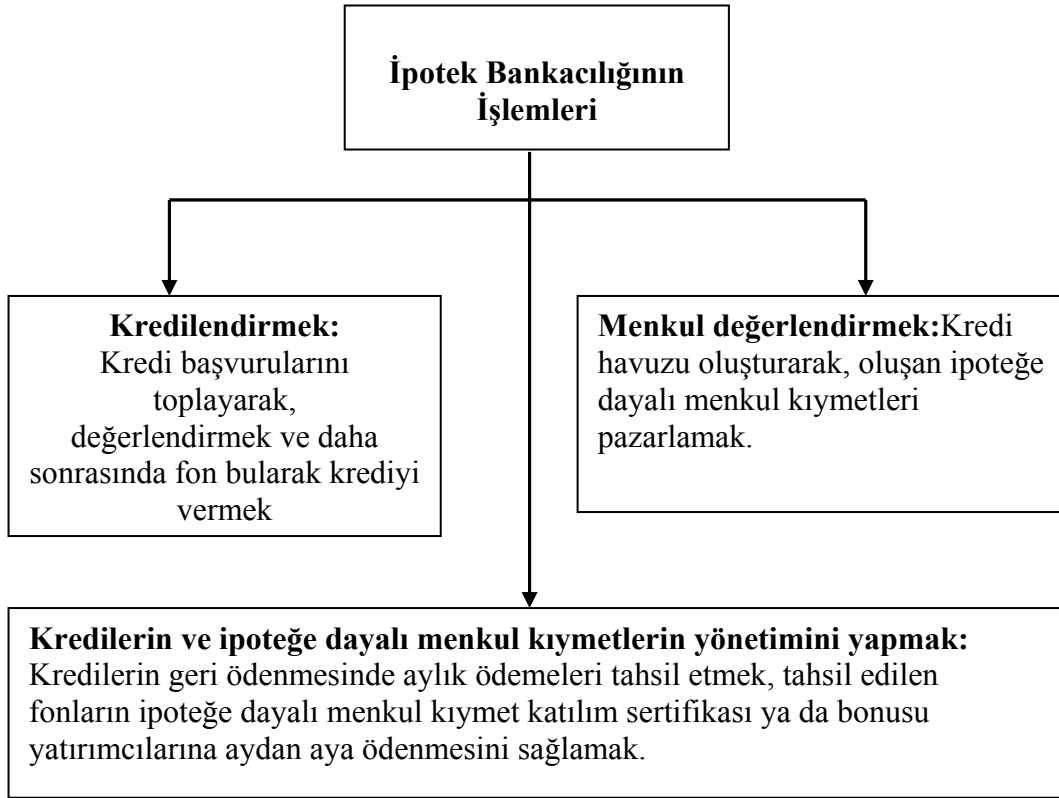 İpotek Bankacılığının
İşlemleri
Kredilendirmek:
Kredi başvurularını
toplayarak,
değerlendirmek ve daha
sonrasında fon bularak krediyi
vermek
Menkul değerlendirmek:Kredi
havuzu oluşturarak, oluşan ipoteğe
dayalı menkul kıymetleri
pazarlamak.
Kredilerin ve ipoteğe dayalı menkul kıymetlerin yönetimini yapmak:
Kredilerin geri ödenmesinde aylık ödemeleri tahsil etmek, tahsil edilen
fonların ipoteğe dayalı menkul kıymet katılım sertifikası ya da bonusu
yatırımcılarına aydan aya ödenmesini sağlamak.